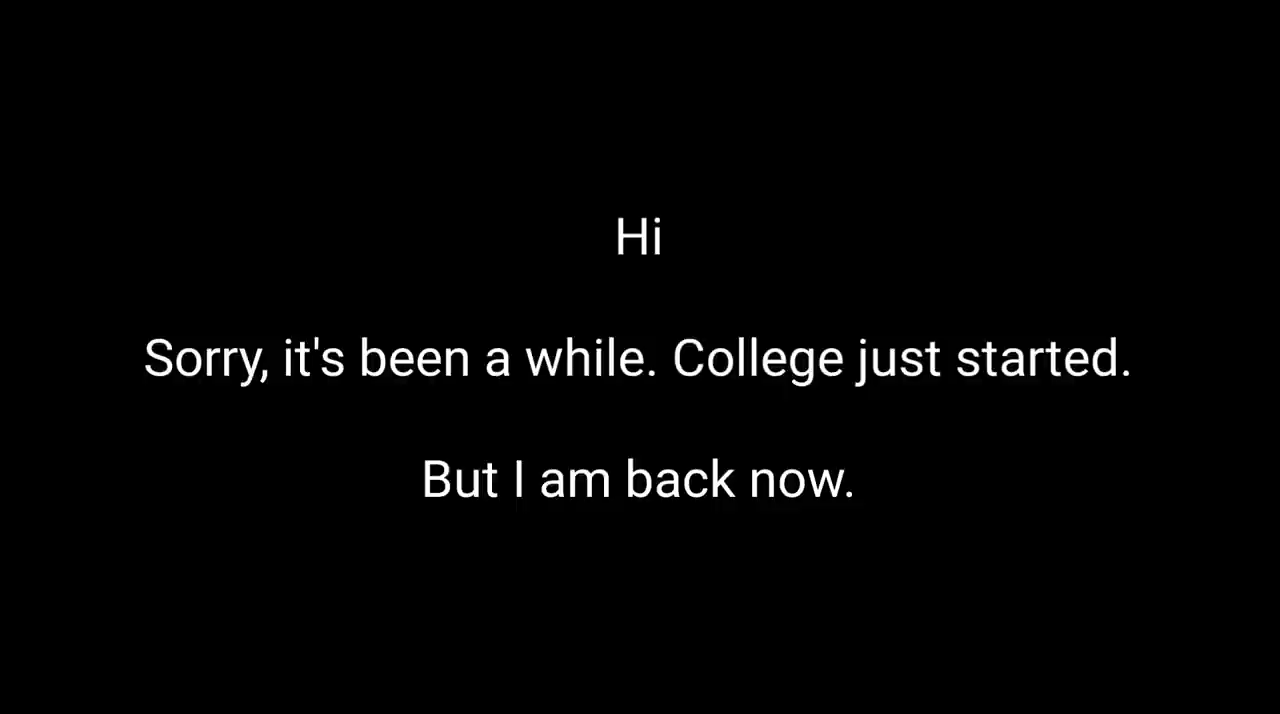 Hi
Sorry, it's been a while. College just started.
But I am back now.